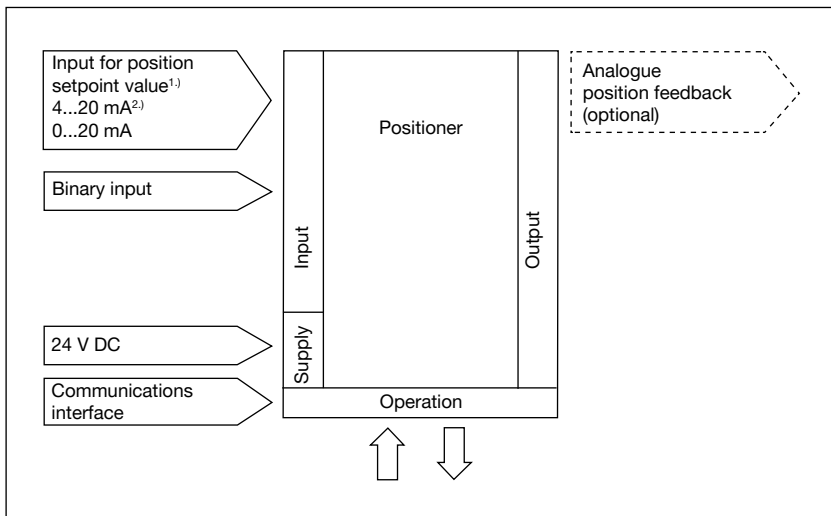 Input for position
setpoint value1.)
4...20 mA2.)
0...20 mA
Binary input
24 V DC
Communications
interface
Positioner
Input
Supply
Output
Operation
Analogue
position feedback
(optional)